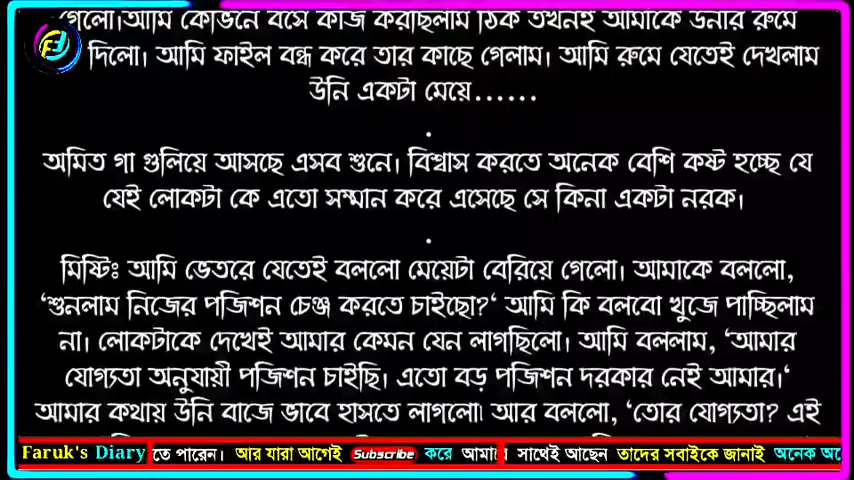 গেলো।আমি কেবিনে বসে কাজ করছিলাম ঠিক তখনই আমাকে উনার রুমে
দিলো। আমি ফাইল বন্ধ করে তার কাছে গেলাম। আমি রুমে যেতেই দেখলাম
উনি একটা মেয়ে......
.
অমিত গা গুলিয়ে আসছে এসব শুনে। বিশ্বাস করতে অনেক বেশি কষ্ট হচ্ছে যে
যেই লোকটা কে এতো সম্মান করে এসেছে সে কিনা একটা নরক।
.
মিষ্টিঃ আমি ভেতরে যেতেই বললো মেয়েটা বেরিয়ে গেলো। আমাকে বললো,
‘শুনলাম নিজের পজিশন চেঞ্জ করতে চাইছো?‘ আমি কি বলবো খুজে পাচ্ছিলাম
না। লোকটাকে দেখেই আমার কেমন যেন লাগছিলো। আমি বললাম, ‘আমার
যোগ্যতা অনুযায়ী পজিশন চাইছি। এতো বড় পজিশন দরকার নেই আমার।‘
আমার কথায় উনি বাজে ভাবে হাসতে লাগলো। আর বললো, ‘তোর যোগ্যতা? এই
Faruk's Diary তে পারেন। আর যারা আগেই Subscribe করে আমার সাথেই আছেন তাদের সবাইকে জানাই অনেক